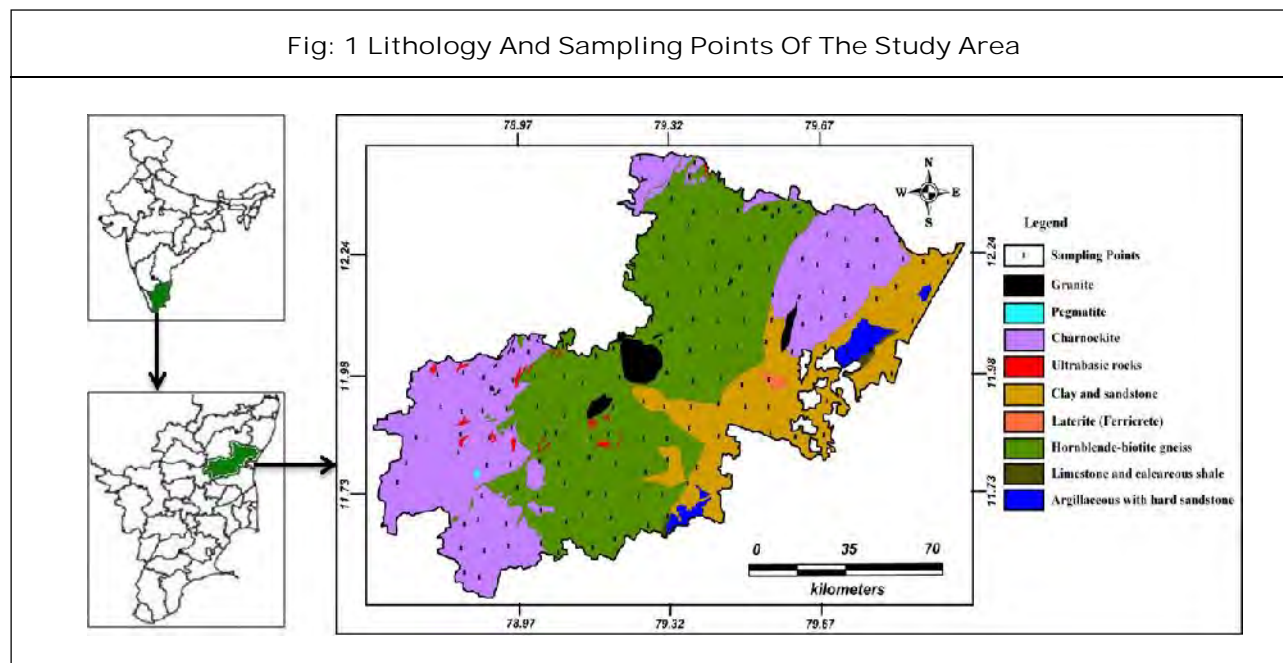 Fig: 1 Lithology And Sampling Points Of The Study Area
78.97 79.32 79.67
N
W E
S
12.24
12.24
11.98
11.98
11.73
11.73
Legend
Sampling Points
Granite
Pegmatite
Charnockite
Ultrabasic rocks
Clay and sandstone
Laterite (Ferricrete)
Hornblende-biotite gneiss
Limestone and calcareous shale
Argillaceous with hard sandstone
0 35 70
kilometers
78.97 79.32 79.67